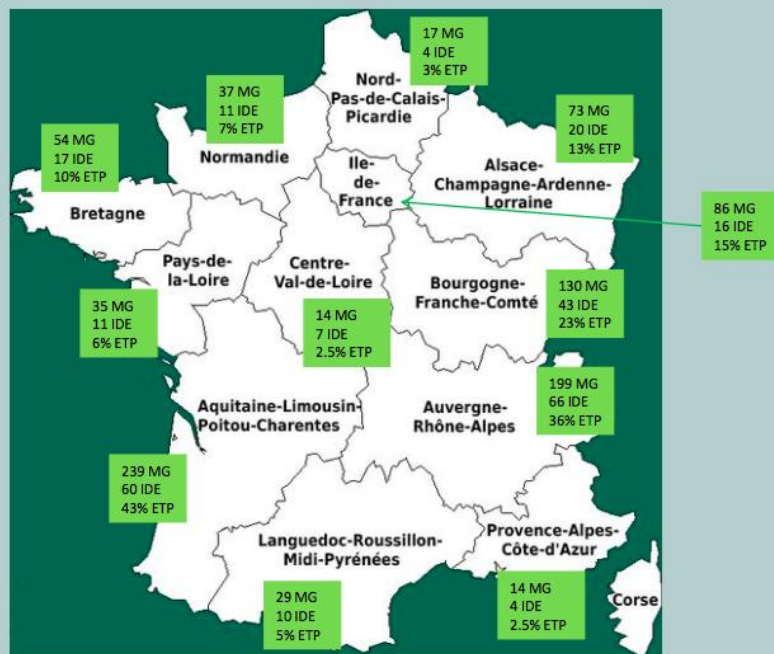 17 MG
4 IDE
3% ETP
Nord-
Pas-de-Calais-
Picardie
37 MG
11 IDE
7% ETP
Normandie
73 MG
20 IDE
13% ETP
Alsace-
Champagne-Ardenne-
Lorraine
54 MG
17 IDE
10% ETP
Bretagne
Ile-
de-
France
86 MG
16 IDE
15% ETP
Pays-de-
la-Loire
Centre-
Val-de-Loire
Bourgogne-
Franche-Comté
130 MG
43 IDE
23% ETP
35 MG
11 IDE
6% ETP
14 MG
7 IDE
2.5% ETP
199 MG
66 IDE
36% ETP
Aquitaine-Limousin-
Poitou-Charentes
Auvergne-
Rhône-Alpes
239 MG
60 IDE
43% ETP
Languedoc-Roussillon-
Midi-Pyrénées
Provence-Alpes-
Côte-d'Azur
29 MG
10 IDE
5% ETP
14 MG
4 IDE
2.5% ETP
Corse